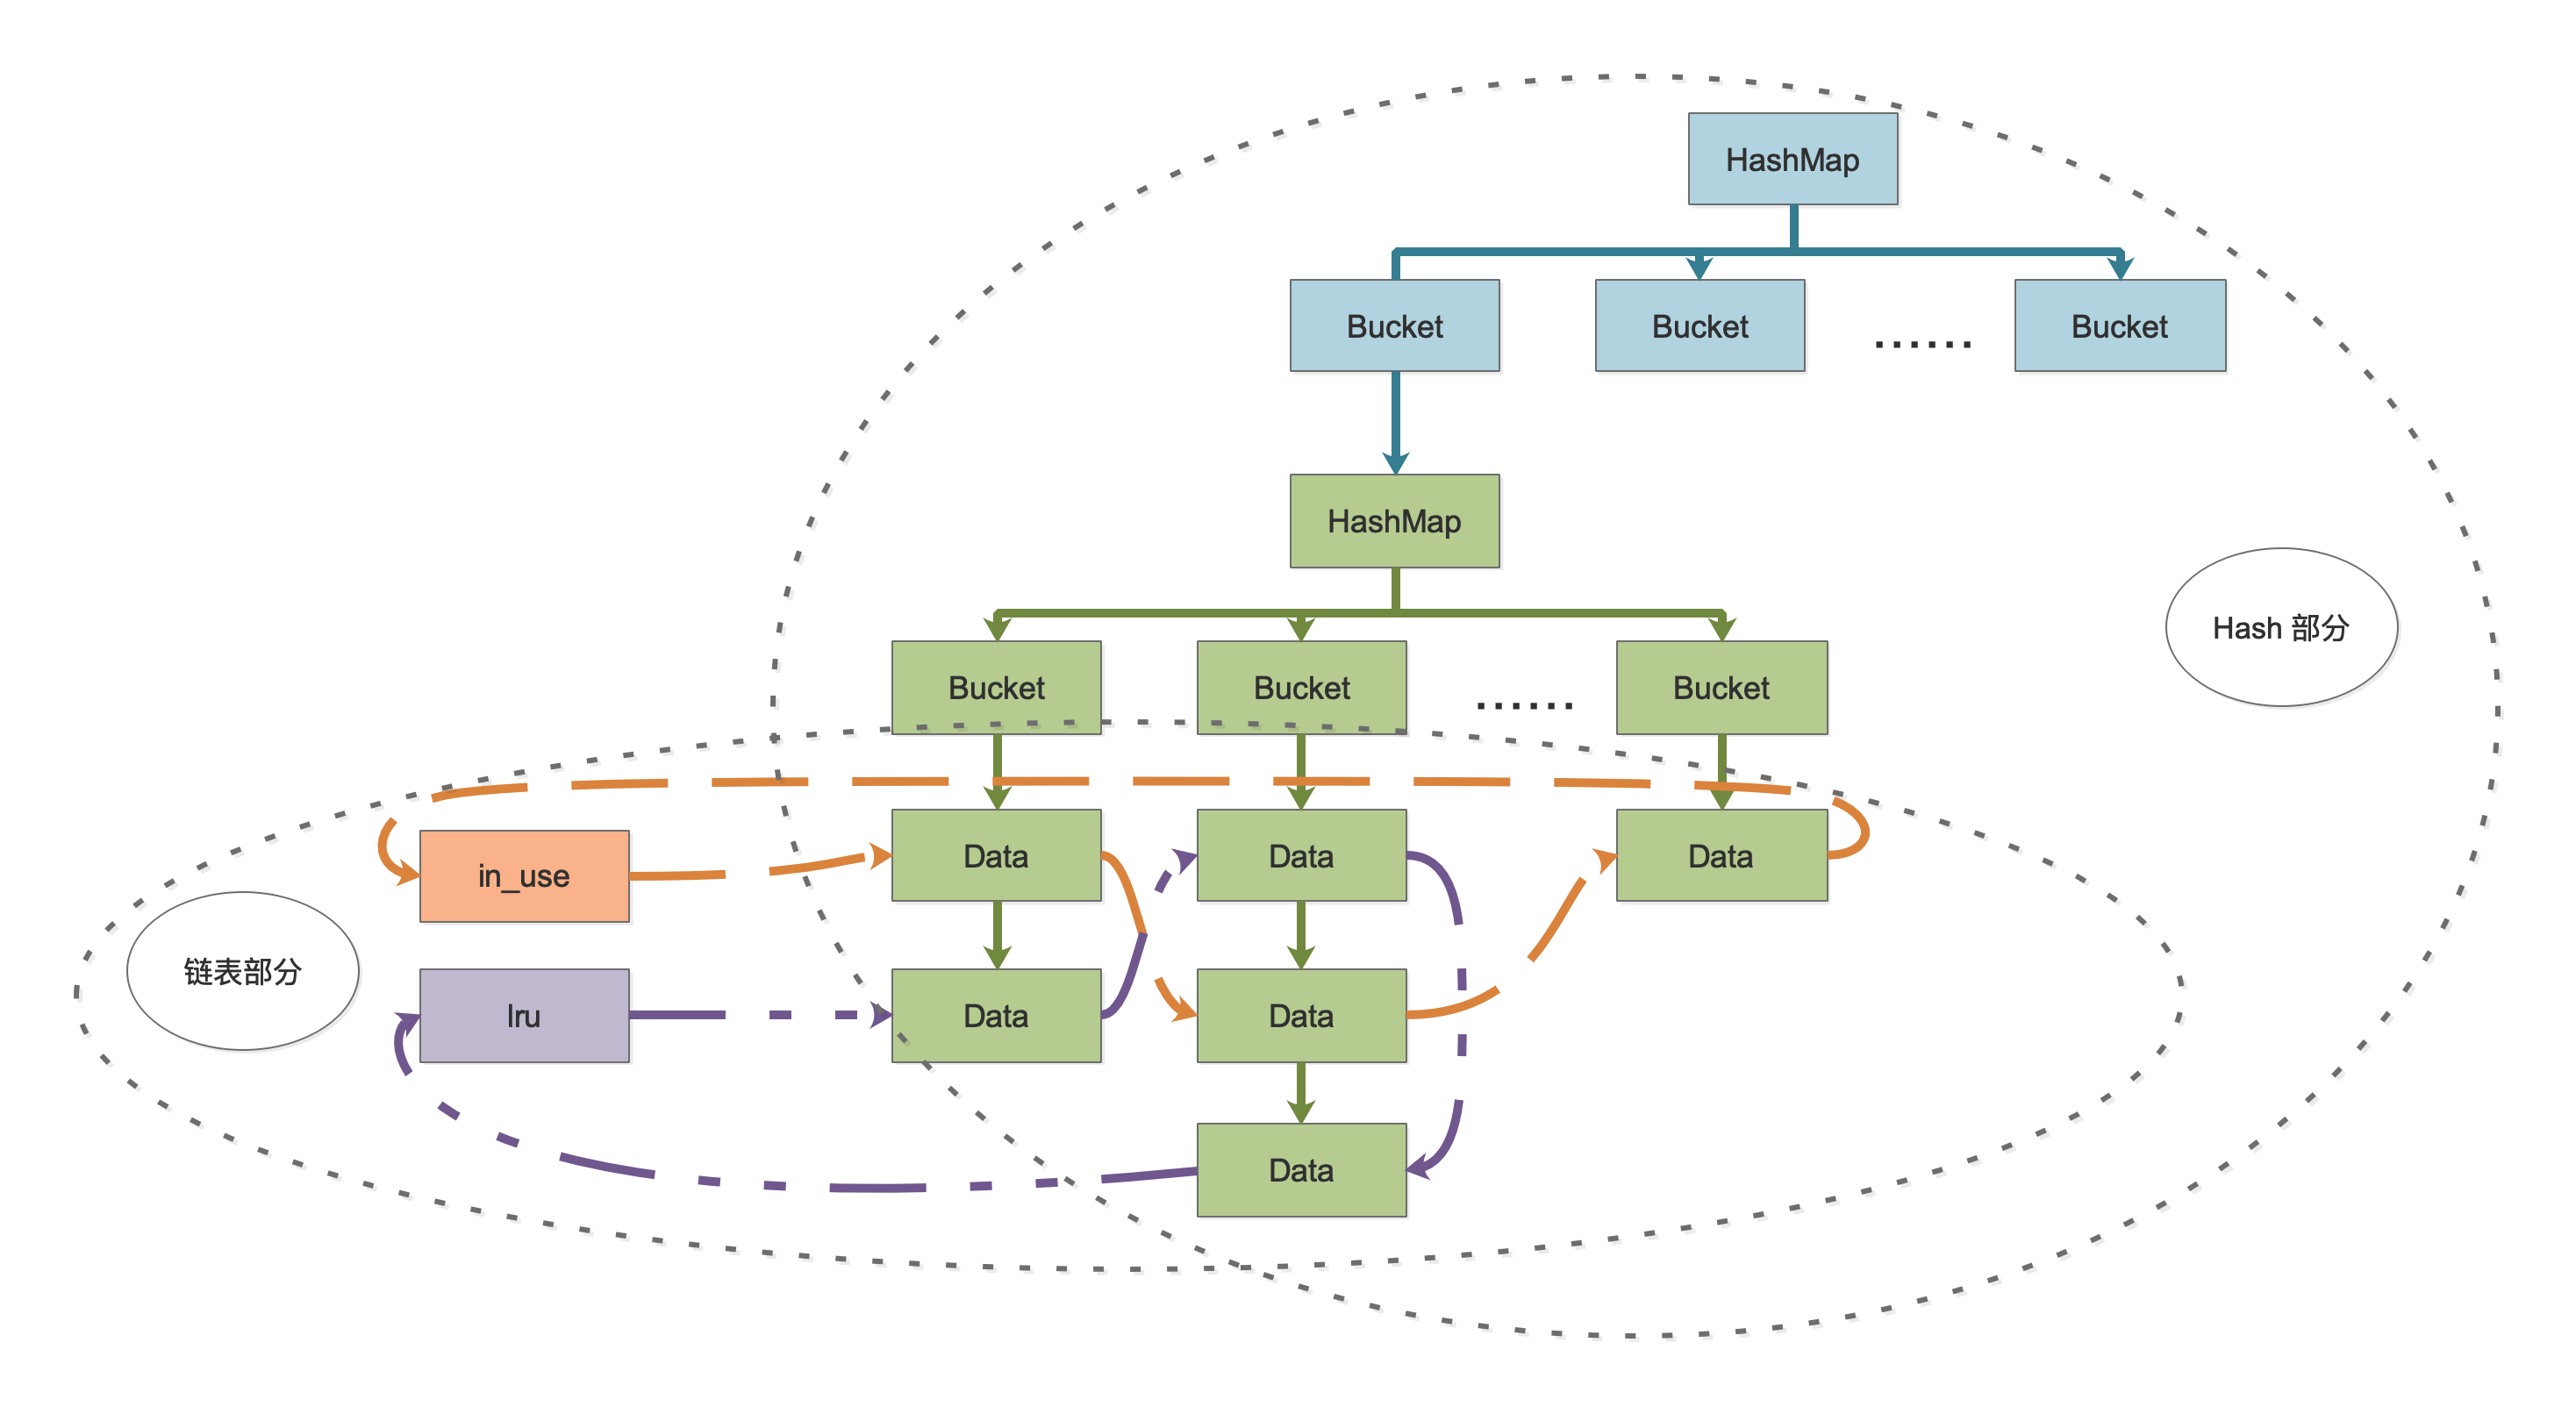 HashMap
Bucket
Bucket
......
Bucket
HashMap
Hash 部分
Bucket
Bucket
......
Bucket
in_use
Data
Data
Data
链表部分
lru
Data
Data
Data